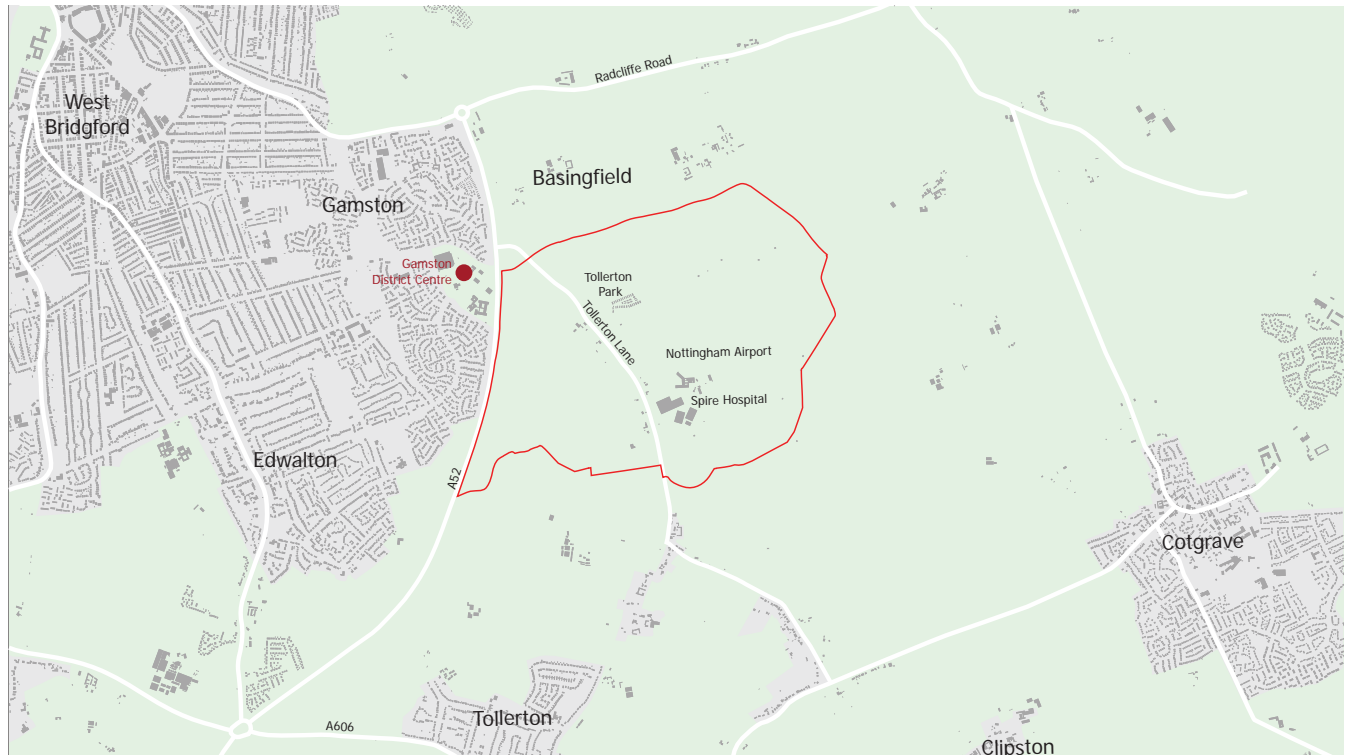 Radcliffe Road
West
Bridgford
Basingfield
Gamston
Gamston
District Centre
Tollerton
Park
Tollerton Lane
Nottingham Airport
Spire Hospital
Edwalton
A52
Cotgrave
Tollerton
A606
Clipston